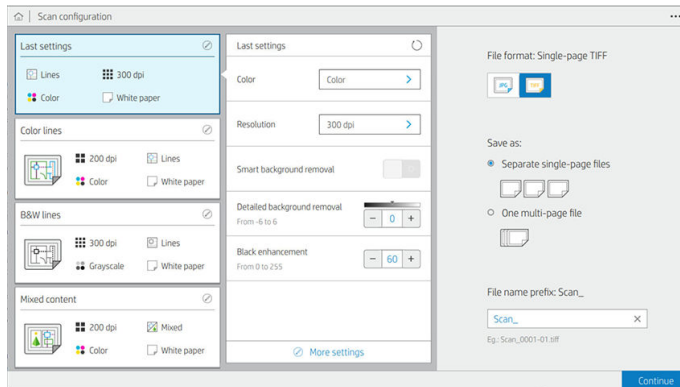 Scan configuration
Last settings
Lines
300 dpi
Color
White paper
Color lines
200 dpi
Lines
Color
White paper
B&W lines
300 dpi
Lines
Grayscale
White paper
Mixed content
200 dpi
Mixed
Color
White paper
Last settings
Color
Color
Resolution
300 dpi
Smart background removal
Detailed background removal
From -6 to 6
− 0 +
Black enhancement
From 0 to 255
− 60 +
More settings
File format: Single-page TIFF
JPG
TIFF
Save as:
Separate single-page files
One multi-page file
File name prefix: Scan_
Scan_
Eg.: Scan_0001-01.tiff
Continue